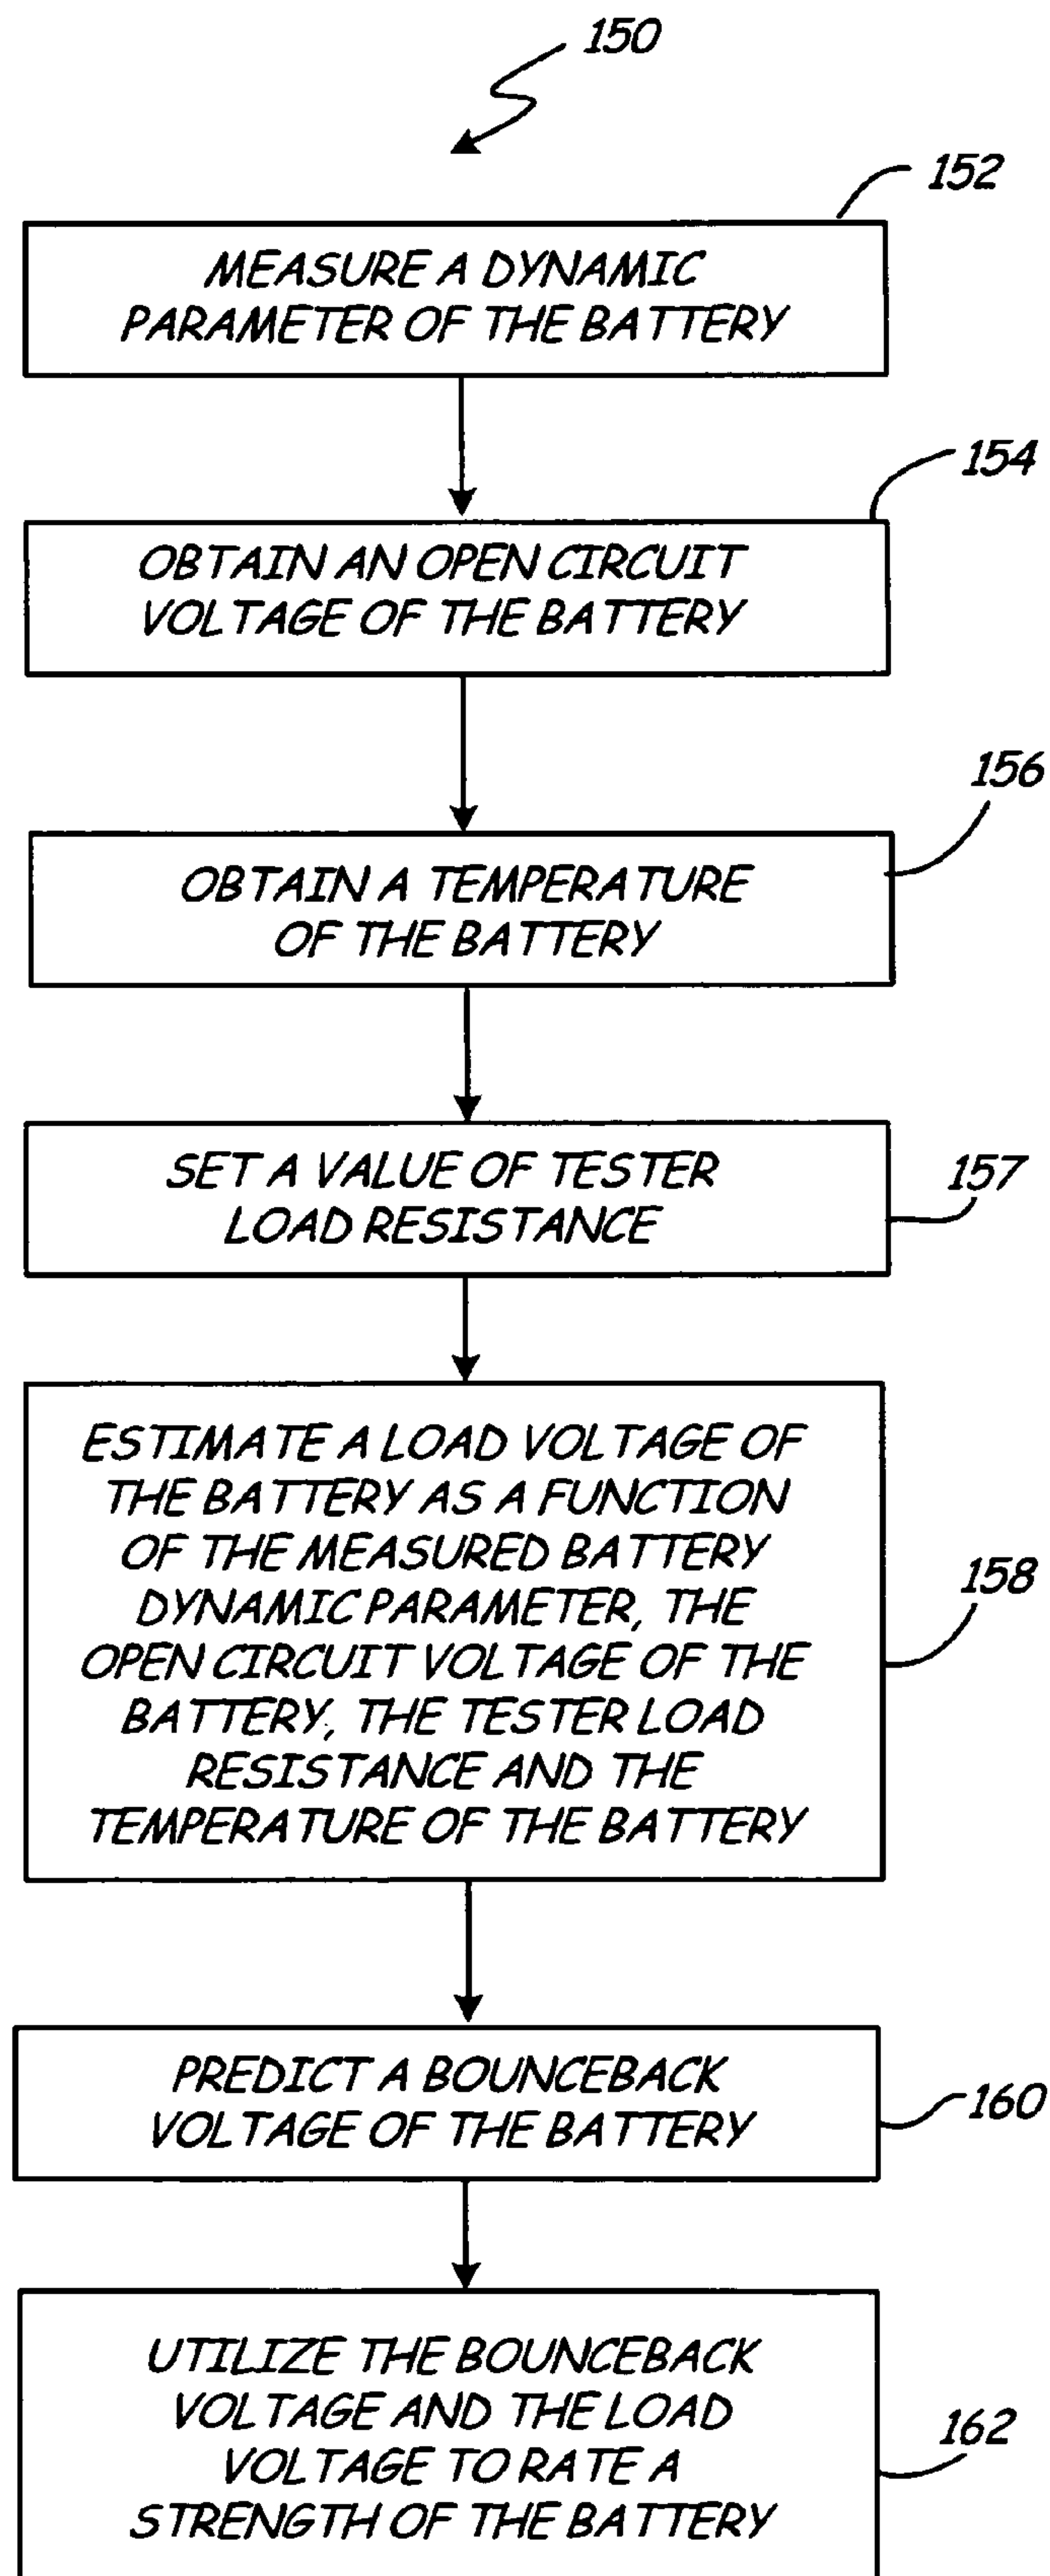 150
152
MEASURE A DYNAMIC
PARAMETER OF THE BATTERY
154
OBTAIN AN OPEN CIRCUIT
VOLTAGE OF THE BATTERY
156
OBTAIN A TEMPERATURE
OF THE BATTERY
157
SET A VALUE OF TESTER
LOAD RESISTANCE
ESTIMATE A LOAD VOLTAGE OF
THE BATTERY AS A FUNCTION
OF THE MEASURED BATTERY
DYNAMIC PARAMETER, THE
OPEN CIRCUIT VOLTAGE OF THE
BATTERY, THE TESTER LOAD
RESISTANCE AND THE
TEMPERATURE OF THE BATTERY
158
PREDICT A BOUNCEBACK
VOLTAGE OF THE BATTERY
160
UTILIZE THE BOUNCEBACK
VOLTAGE AND THE LOAD
VOLTAGE TO RATE A
STRENGTH OF THE BATTERY
162